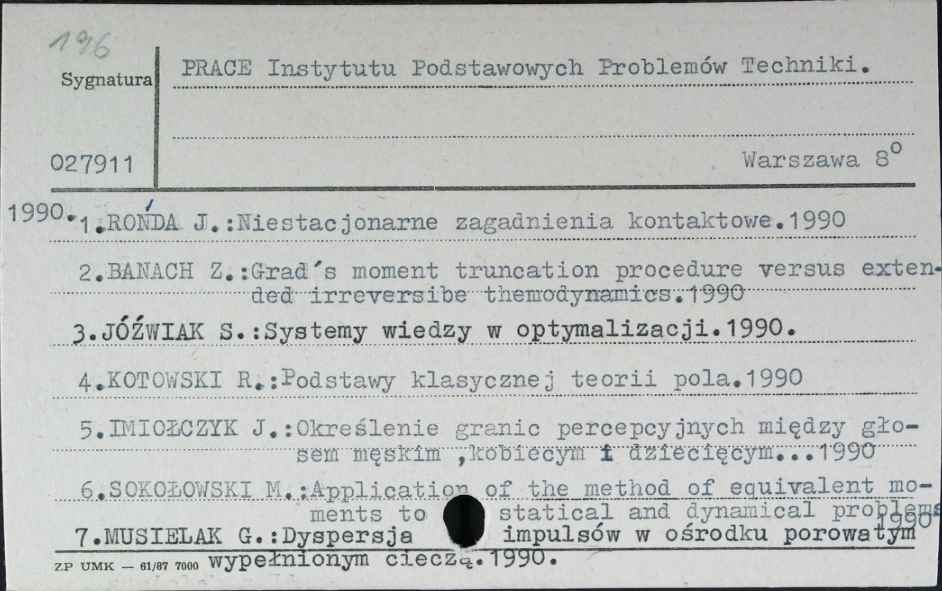 196
Sygnatura
PRACE Instytutu Podstawowych Problemów Techniki.
027911
Warszawa 8°
1990.1.ROŃDA J.:Niestacjonarne zagadnienia kontaktowe.1990
2.BANACH Z.:Grad's moment truncation procedure versus exten-
ded irreversibe themodynamics.1990
3.JÓŹWIAK S.:Systemy wiedzy w optymalizacji.1990.
4.KOTOWSKI R.:Podstawy klasycznej teorii pola.1990
5.IMIOŁCZYK J.:Określenie granic percepcyjnych między gło-
sem męskim ,kobiecym i dziecięcym...1990
6.SOKOŁOWSKI M.:Application of the method of equivalent mo-
ments to statical and dynamical problems
1990
7.MUSIELAK G.:Dyspersja impulsów w ośrodku porowatym
ZP UMK — 61/87 7000 wypełnionym cieczą.1990.